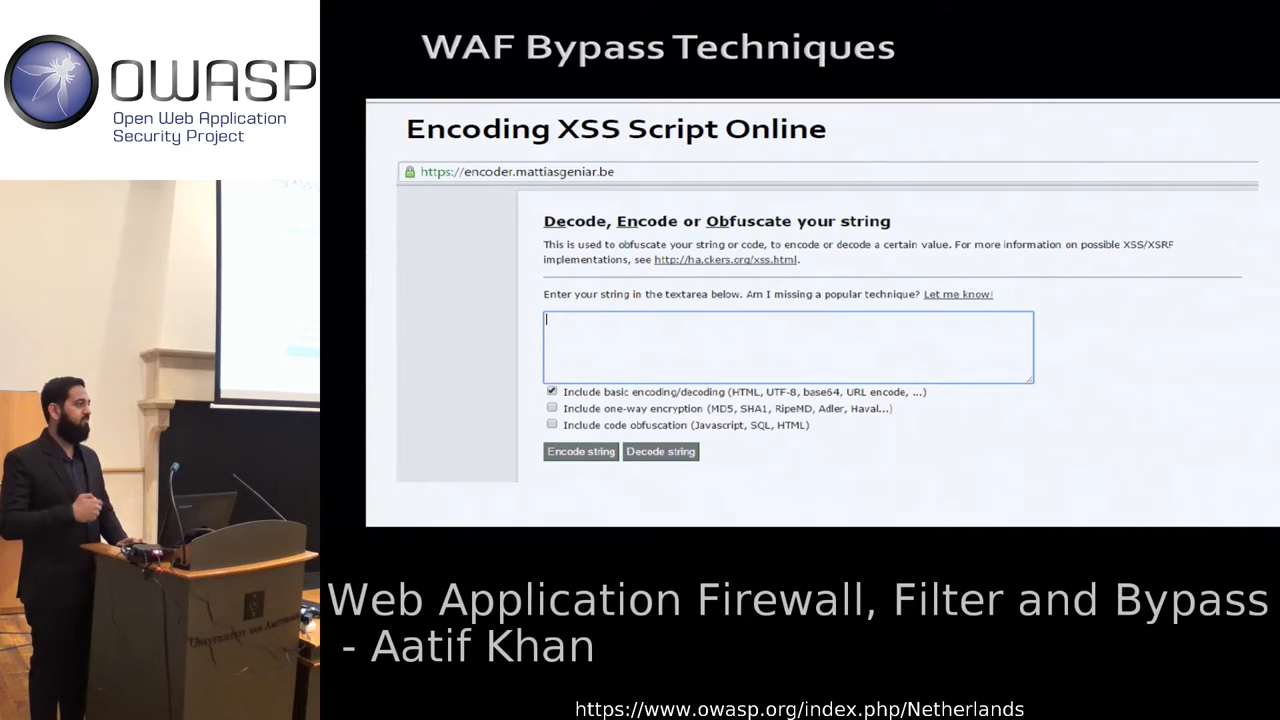 OWASP
Open Web Application
Security Project
WAF Bypass Techniques
Encoding XSS Script Online
https://encoder.mattiasgeniar.be
Decode, Encode or Obfuscate your string
This is used to obfuscate your string or code, to encode or decode a certain value. For more information on possible XSS/XSRF
implementations, see http://ha.ckers.org/xss.html.
Enter your string in the textarea below. Am I missing a popular technique? Let me know!
Include basic encoding/decoding (HTML, UTF-8, base64, URL encode, ...)
Include one-way encryption (MD5, SHA1, RipeMD, Adler, Haval...)
Include code obfuscation (Javascript, SQL, HTML)
Encode string Decode string
Web Application Firewall, Filter and Bypass
- Aatif Khan
https://www.owasp.org/index.php/Netherlands